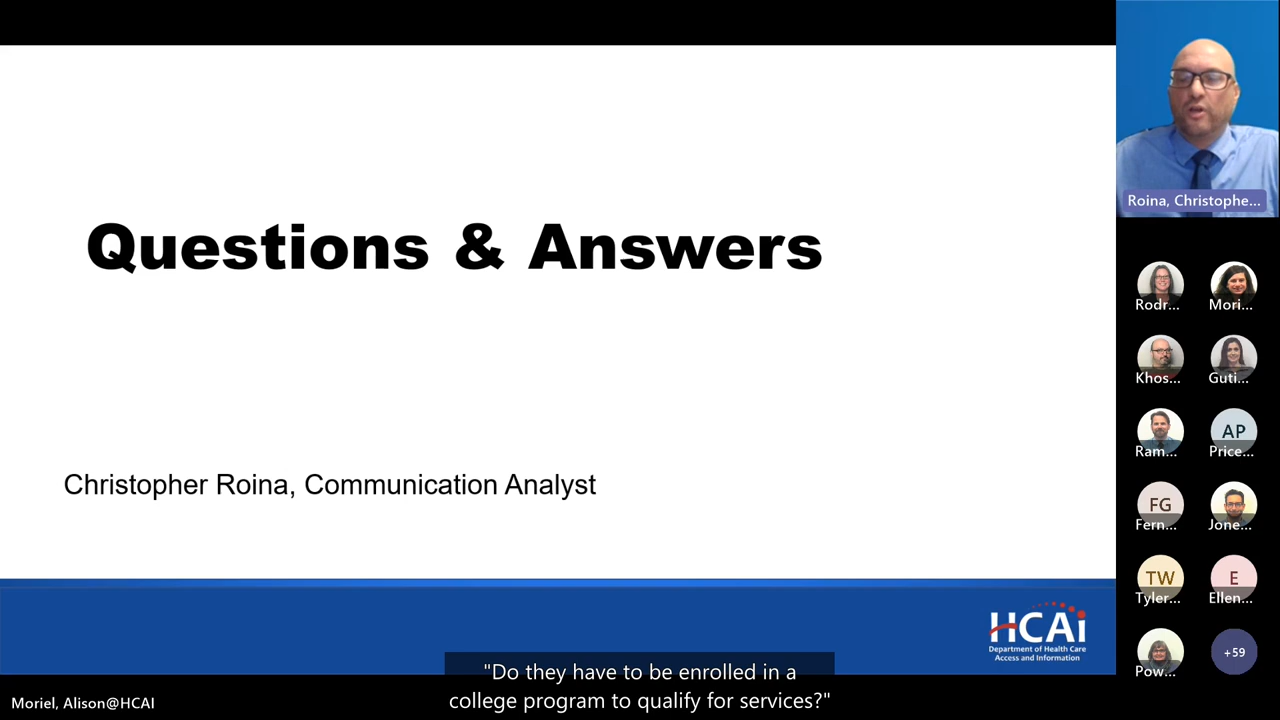 Questions & Answers
Christopher Roina, Communication Analyst
HCAi
Department of Health Care
Access and Information
"Do they have to be enrolled in a
college program to qualify for services?"
Moriel, Alison@HCAI
Roina, Christophe...
Rodr...
Mori...
Khos...
Guti...
Ram...
AP
Price...
FG
Fern...
Jone...
TW
Tyler...
E
Ellen...
Pow...
+59